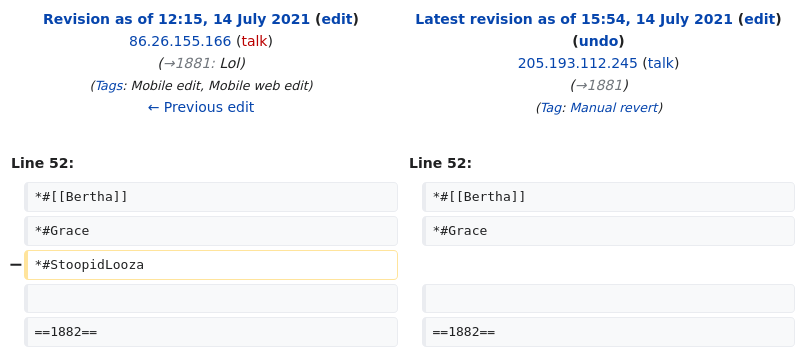 Revision as of 12:15, 14 July 2021 (edit)
86.26.155.166 (talk)
(→1881: Lol)
(Tags: Mobile edit, Mobile web edit)
← Previous edit
Latest revision as of 15:54, 14 July 2021 (edit)
(undo)
205.193.112.245 (talk)
(→1881)
(Tag: Manual revert)
Line 52:
Line 52:
*#[[Bertha]]
*#[[Bertha]]
*#Grace
*#Grace
− *#StoopidLooza
==1882==
==1882==